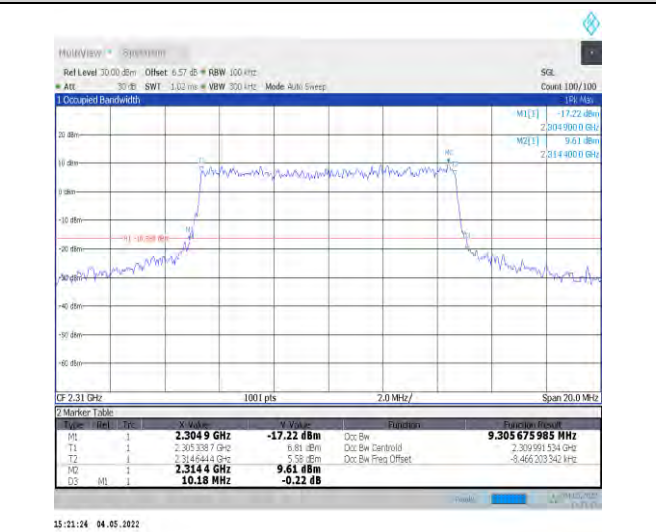 MultiView Spectrum
Ref Level 30.00 dBm Offset 6.57 dB RBW 100 kHz SGL
Att 30 dB SWT 1.02 ms VBW 300 kHz Mode Auto Sweep Count 100/100
1 Occupied Bandwidth 1Pk Max
M1[1] -17.22 dBm
2.304 900 0 GHz
M2[1] 9.61 dBm
2.314 400 0 GHz
20 dBm
M2
10 dBm
T1
0 dBm
-10 dBm
M1
H1
-20 dBm
-30 dBm
-40 dBm
-50 dBm
-60 dBm
CF 2.31 GHz 1001 pts 2.0 MHz/ Span 20.0 MHz
2 Marker Table
Type Ref Trc X-Value Y-Value Function Function Result
M1 1 2.304 9 GHz -17.22 dBm Occ Bw 9.305 675 985 MHz
T1 1 2.305 338 7 GHz 6.81 dBm Occ Bw Centroid 2.309 991 534 GHz
T2 1 2.314 644 4 GHz 5.58 dBm Occ Bw Freq Offset -8.466 203 342 kHz
M2 1 2.314 4 GHz 9.61 dBm
D3 M1 1 10.18 MHz -0.22 dB
15:21:24 04.05.2022